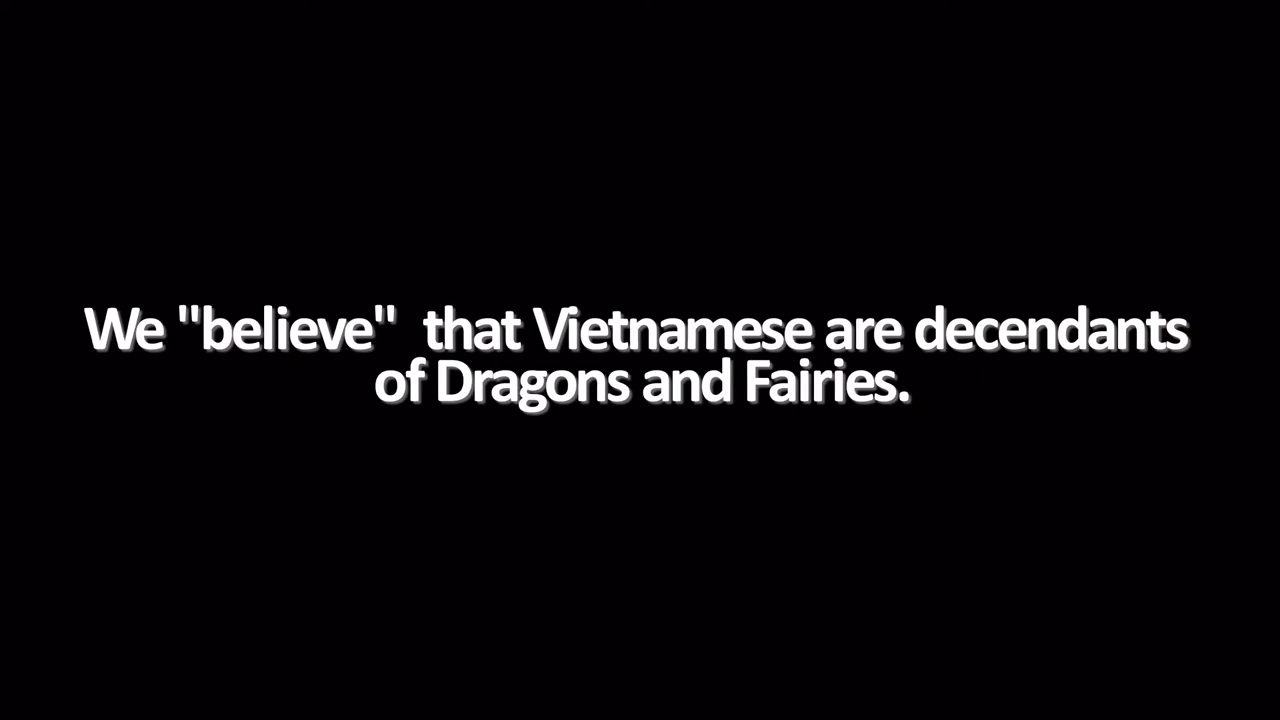 We "believe"  that Vietnamese are decendants
of Dragons and Fairies.